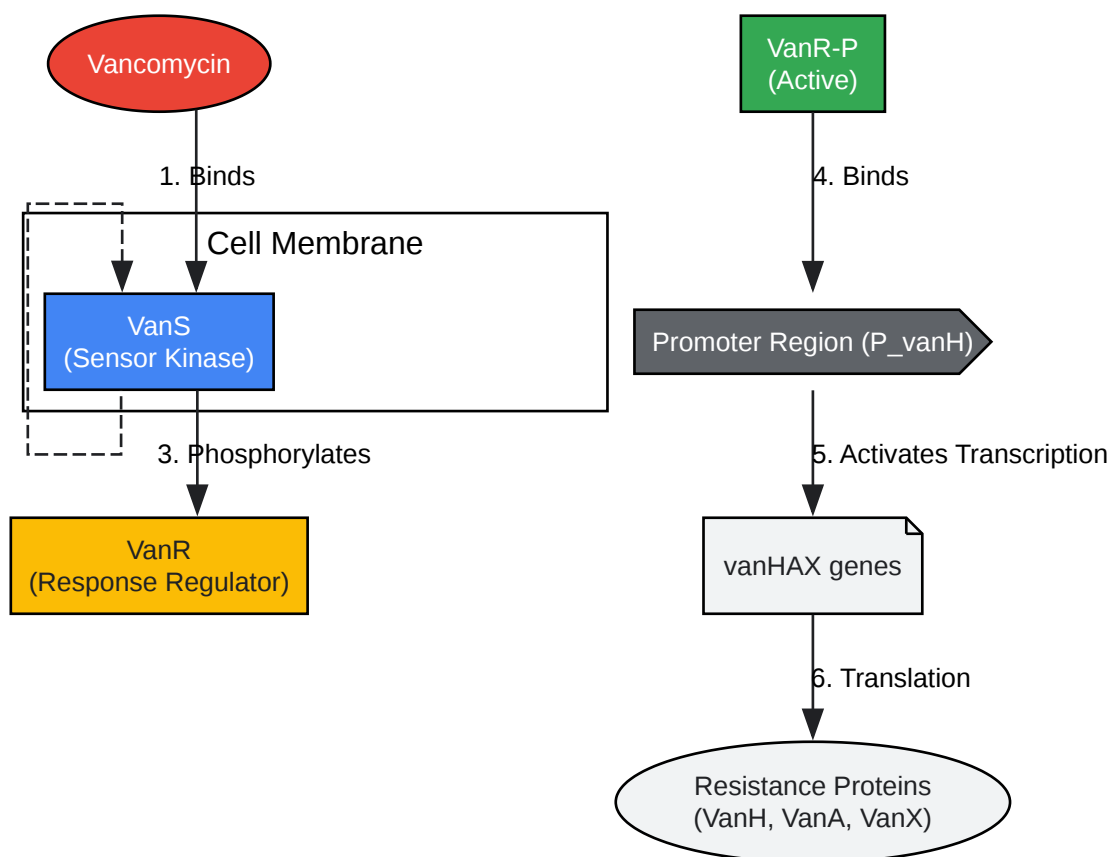 Vancomycin
1. Binds
Cell Membrane
VanS
(Sensor Kinase)
3. Phosphorylates
VanR
(Response Regulator)
VanR-P
(Active)
4. Binds
Promoter Region (P_vanH)
5. Activates Transcription
vanHAX genes
6. Translation
Resistance Proteins
(VanH, VanA, VanX)